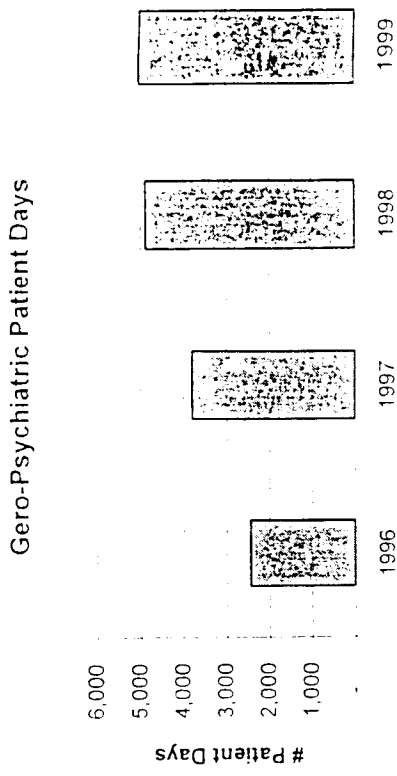 Gero-Psychiatric Patient Days
# Patient Days
6,000
5,000
4,000
3,000
2,000
1,000
-
1996 1997 1998 1999